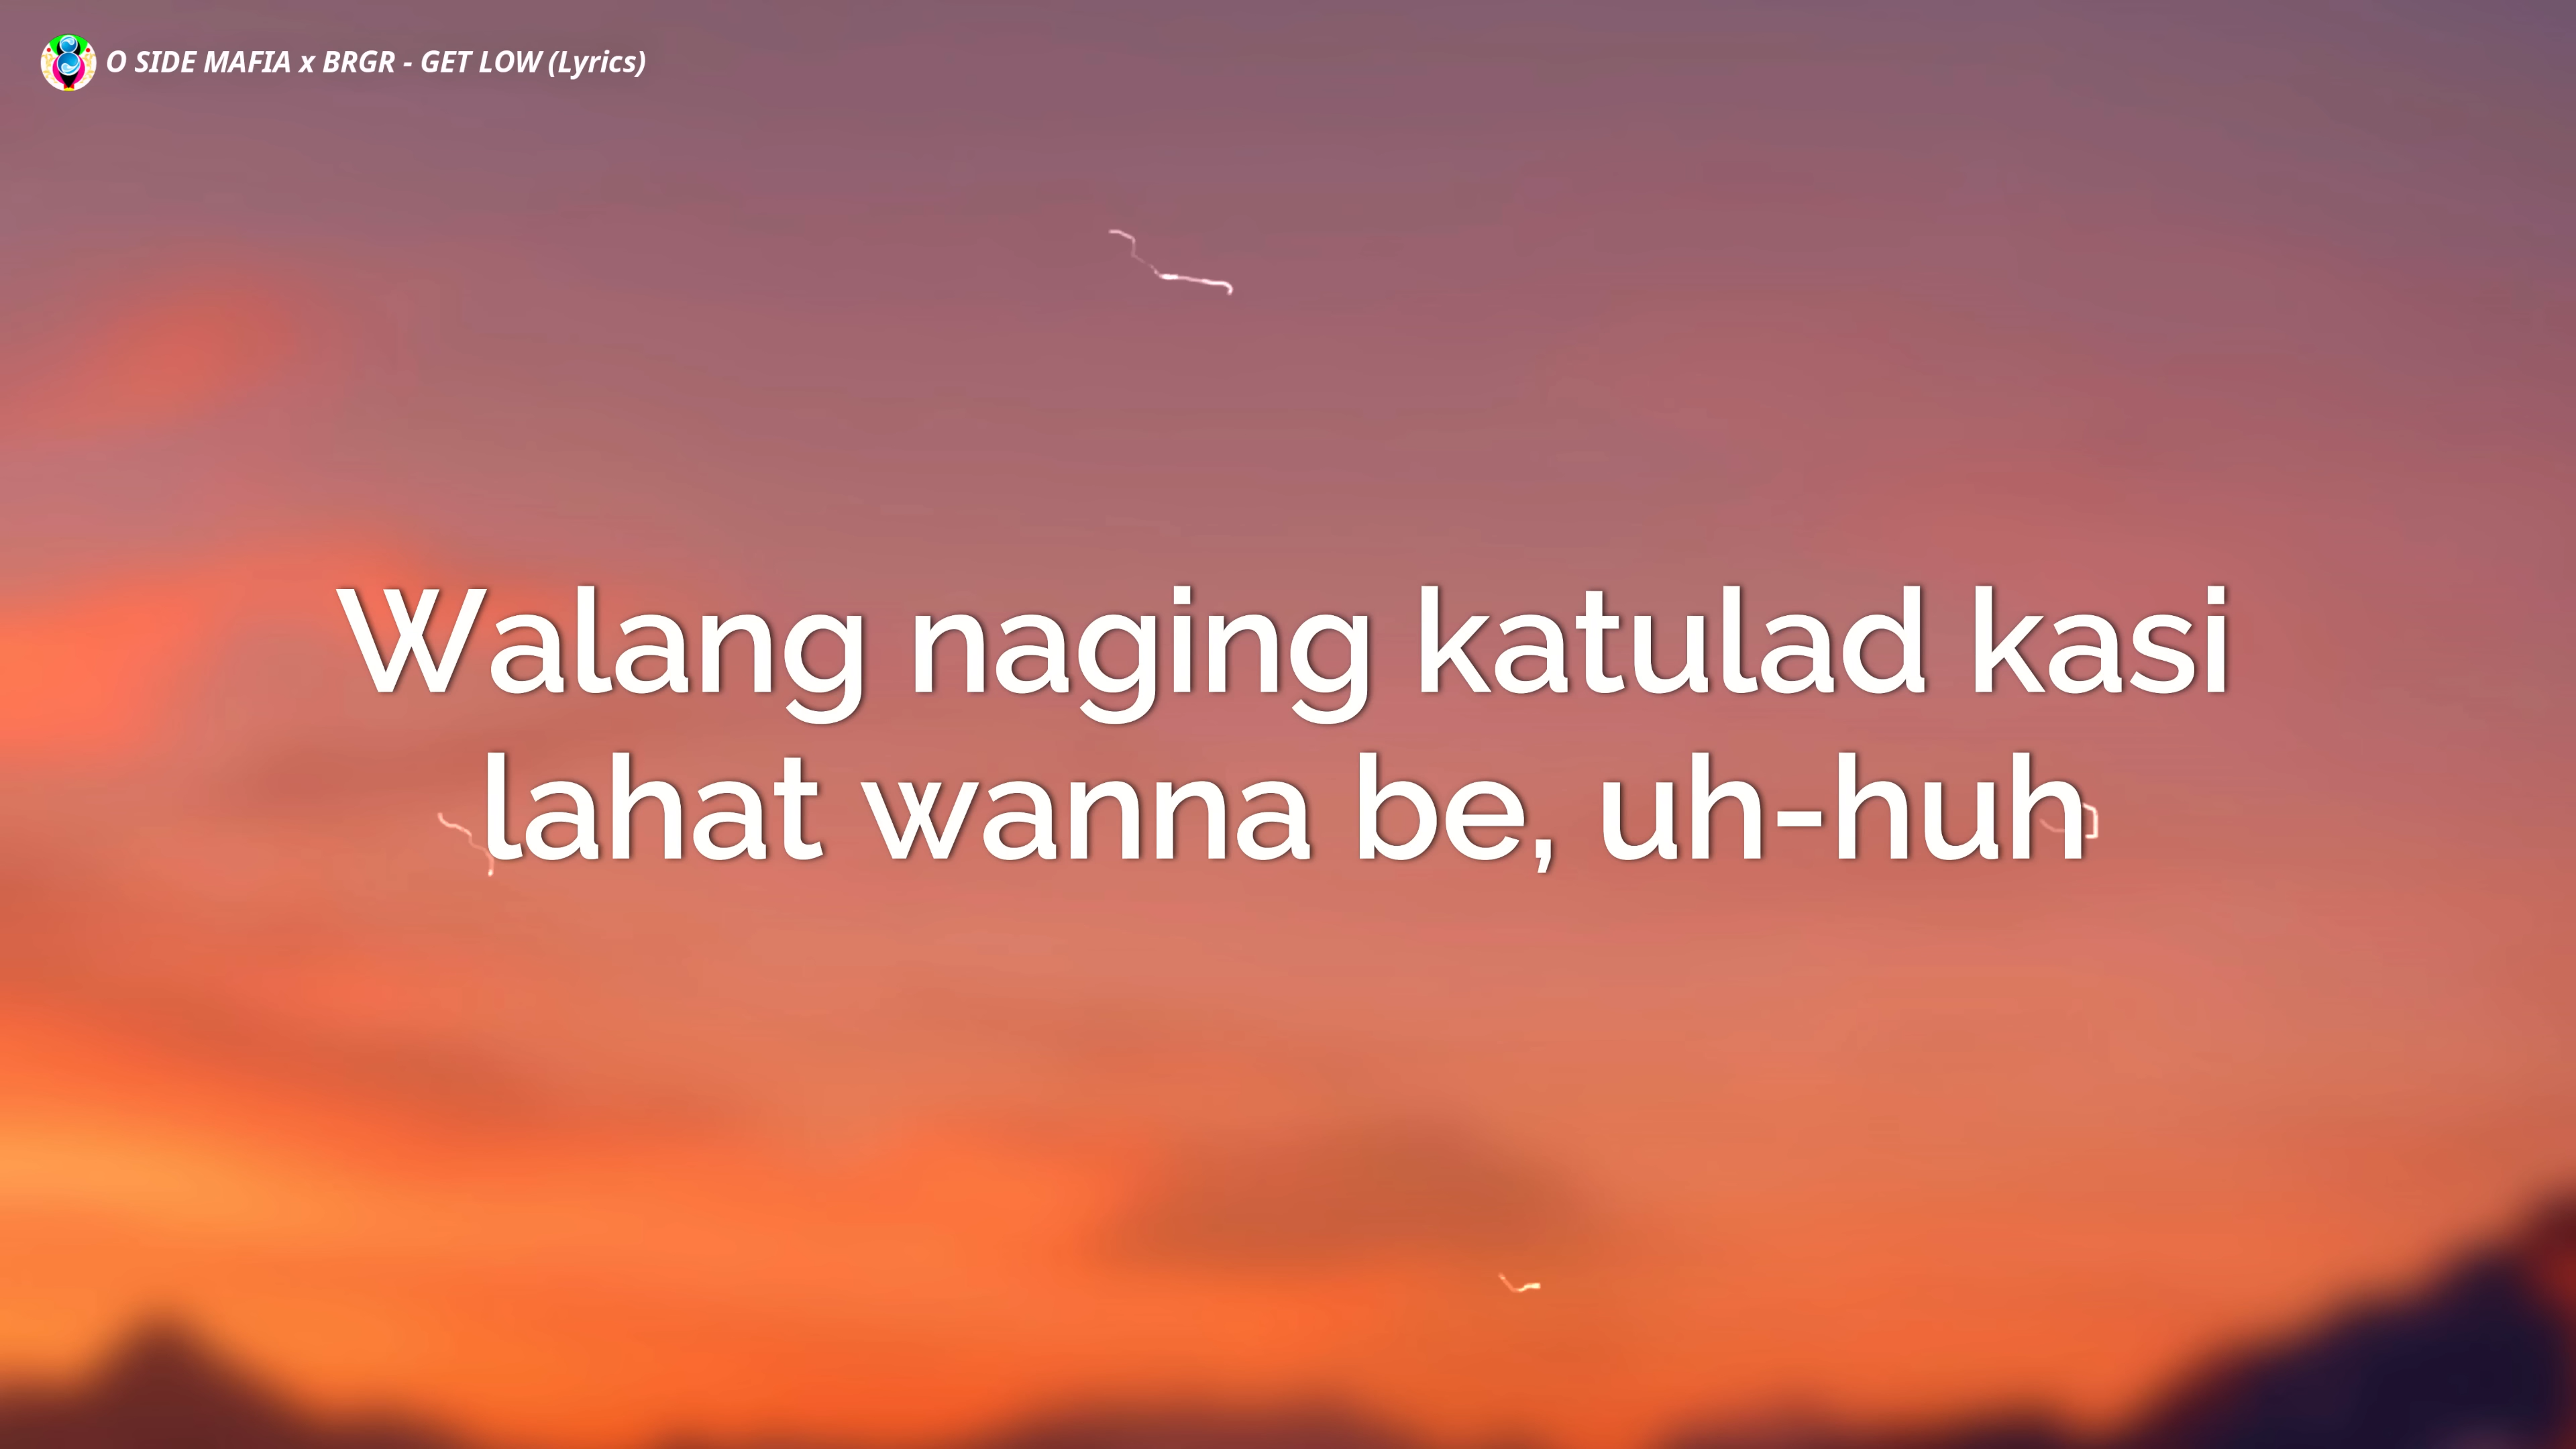 O SIDE MAFIA x BRGR - GET LOW (Lyrics)
Walang naging katulad kasi
lahat wanna be, uh-huh